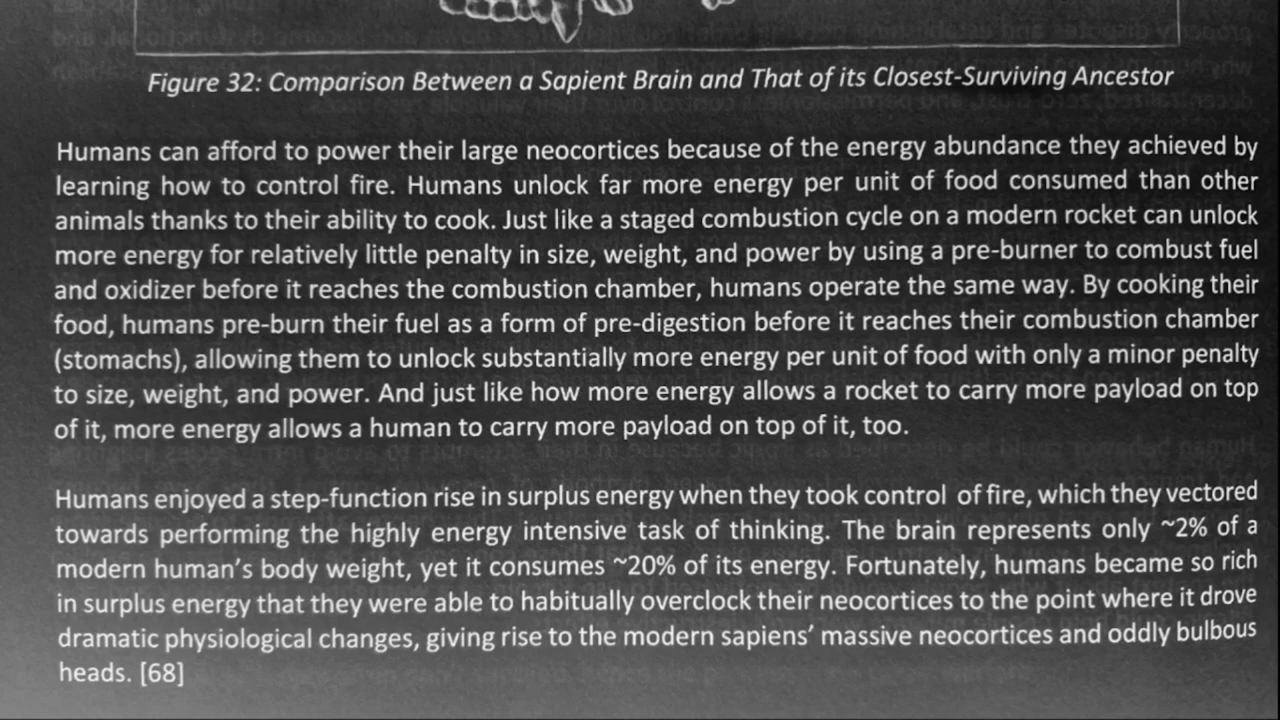 Figure 32: Comparison Between a Sapient Brain and That of its Closest-Surviving Ancestor
Humans can afford to power their large neocortices because of the energy abundance they achieved by
learning how to control fire. Humans unlock far more energy per unit of food consumed than other
animals thanks to their ability to cook. Just like a staged combustion cycle on a modern rocket can unlock
more energy for relatively little penalty in size, weight, and power by using a pre-burner to combust fuel
and oxidizer before it reaches the combustion chamber, humans operate the same way. By cooking their
food, humans pre-burn their fuel as a form of pre-digestion before it reaches their combustion chamber
(stomachs), allowing them to unlock substantially more energy per unit of food with only a minor penalty
to size, weight, and power. And just like how more energy allows a rocket to carry more payload on top
of it, more energy allows a human to carry more payload on top of it, too.
Humans enjoyed a step-function rise in surplus energy when they took control of fire, which they vectored
towards performing the highly energy intensive task of thinking. The brain represents only ~2% of a
modern human's body weight, yet it consumes ~20% of its energy. Fortunately, humans became so rich
in surplus energy that they were able to habitually overclock their neocortices to the point where it drove
dramatic physiological changes, giving rise to the modern sapiens' massive neocortices and oddly bulbous
heads. [68]